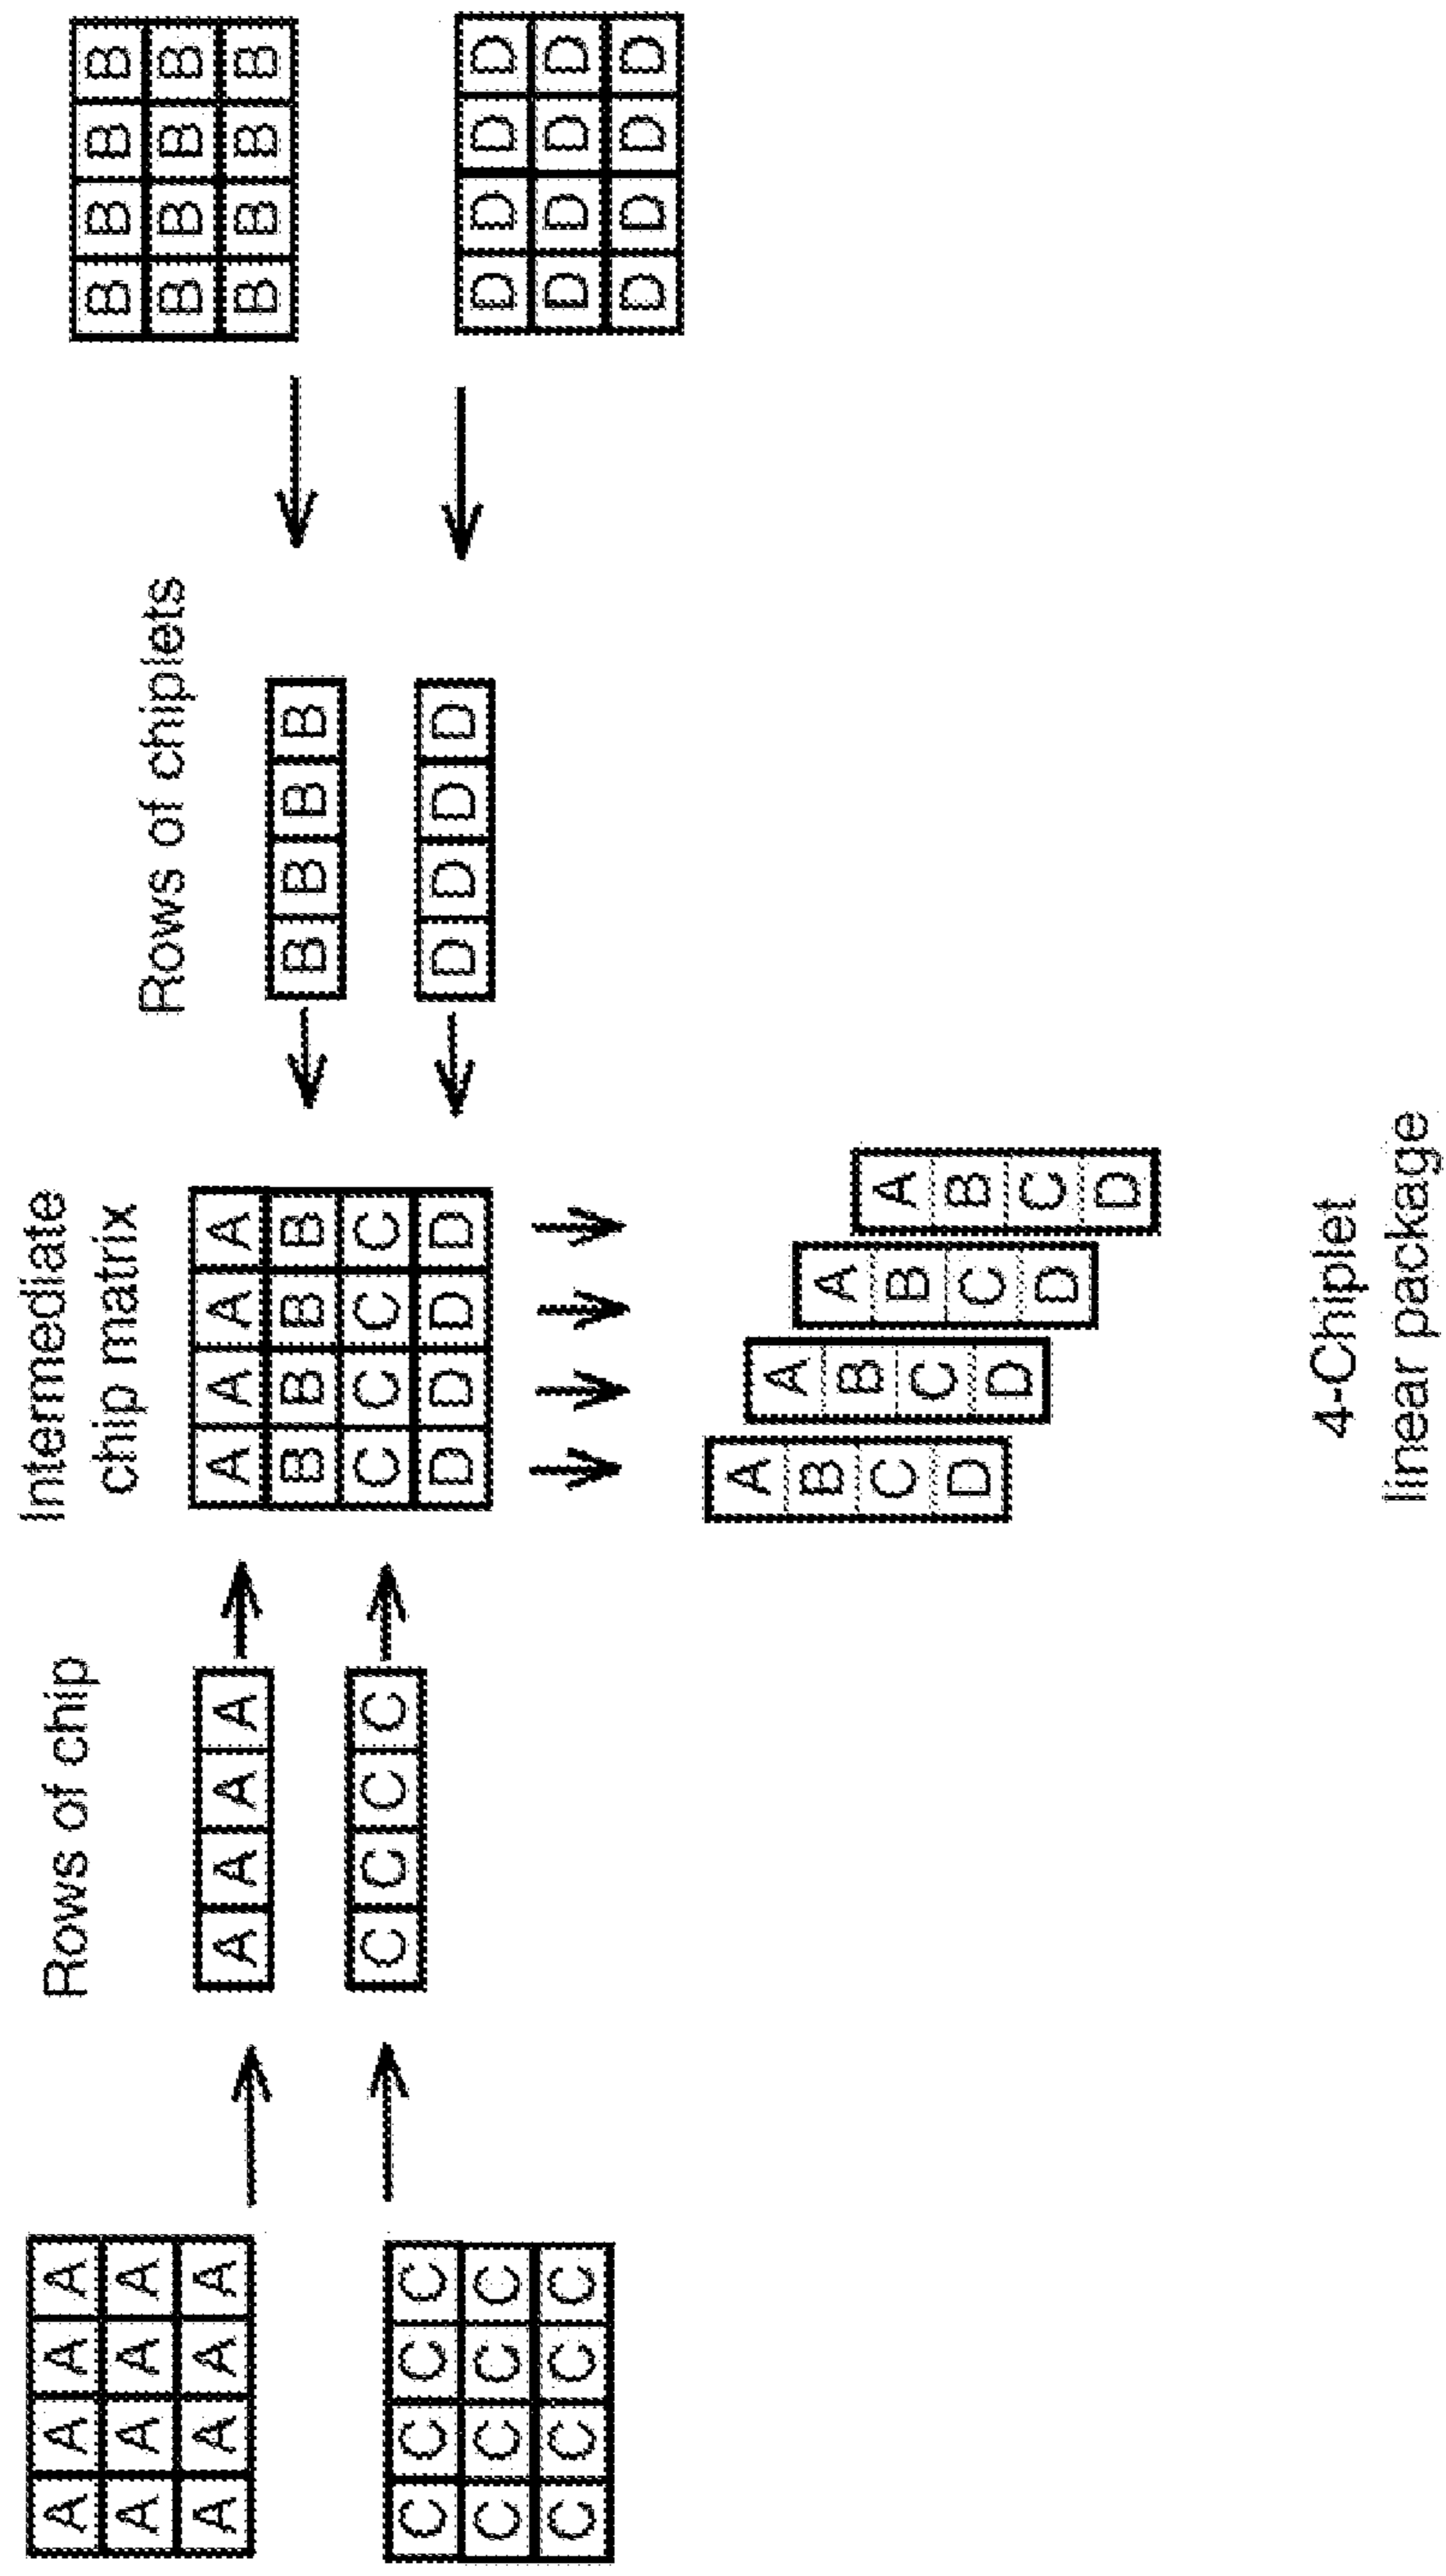 A A A A
A A A A
A A A A
C C C C
C C C C
C C C C
Rows of chip
A A A A
C C C C
Intermediate
chip matrix
A A A A
B B B B
C C C C
D D D D
Rows of chiplets
B B B B
D D D D
B B B B
B B B B
B B B B
D D D D
D D D D
D D D D
A
B
C
D
A
B
C
D
A
B
C
D
A
B
C
D
4-Chiplet
linear package